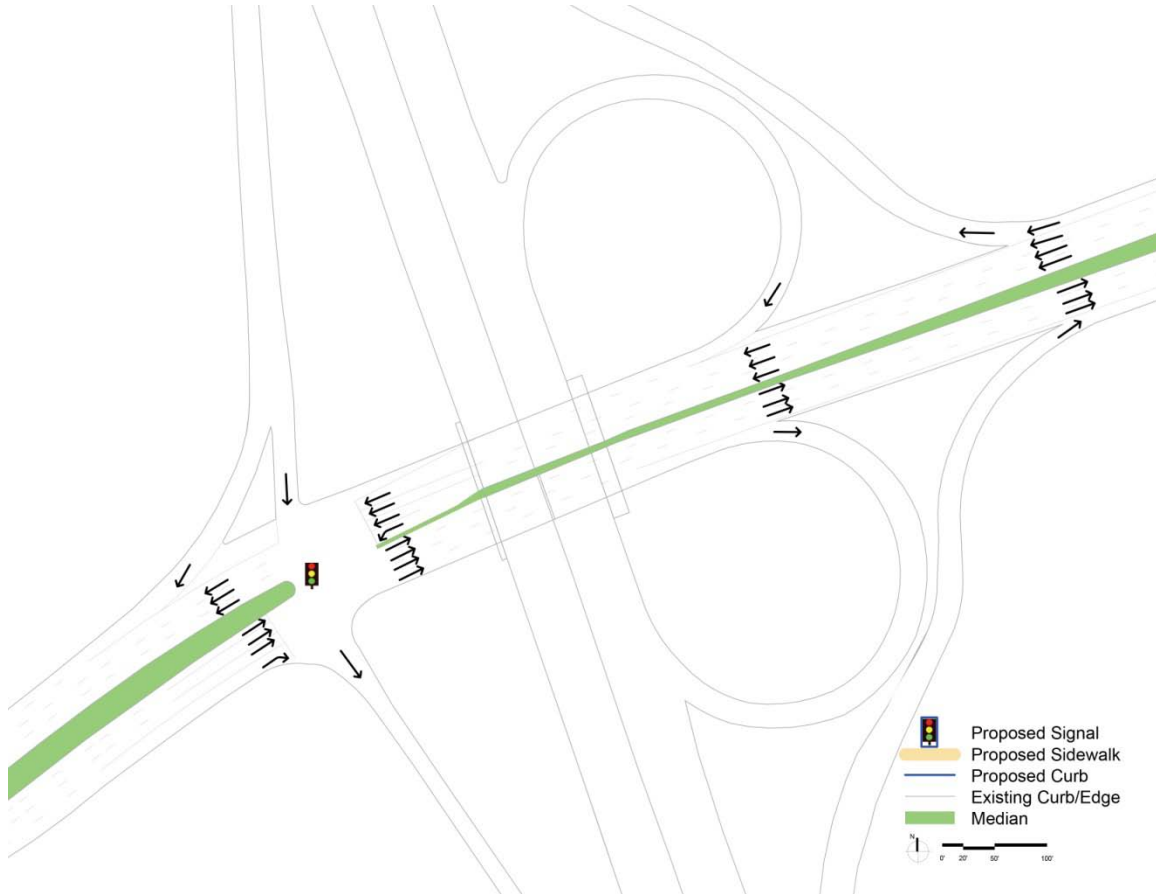 Proposed Signal
Proposed Sidewalk
Proposed Curb
Existing Curb/Edge
Median
N
0' 20' 50' 100'